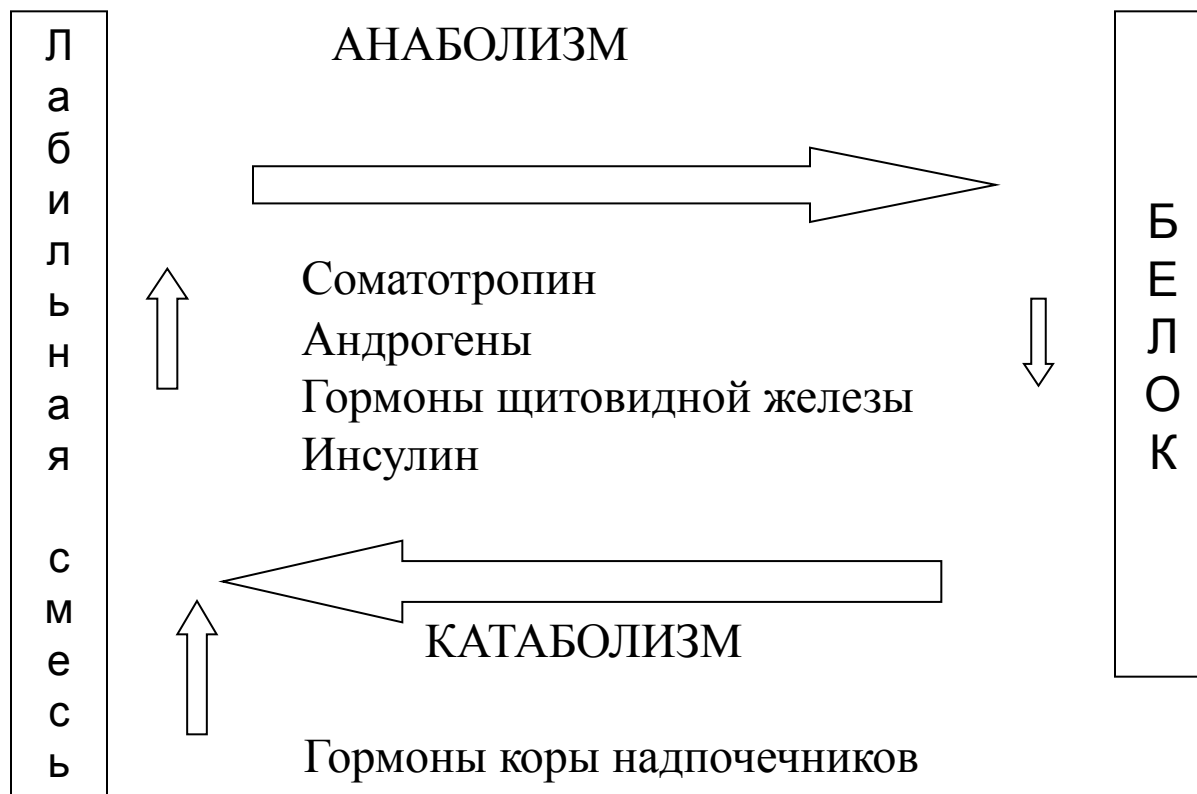 Лабильная смесь
АНАБОЛИЗМ
Соматотропин
Андрогены
Гормоны щитовидной железы
Инсулин
КАТАБОЛИЗМ
Гормоны коры надпочечников
БЕЛОК